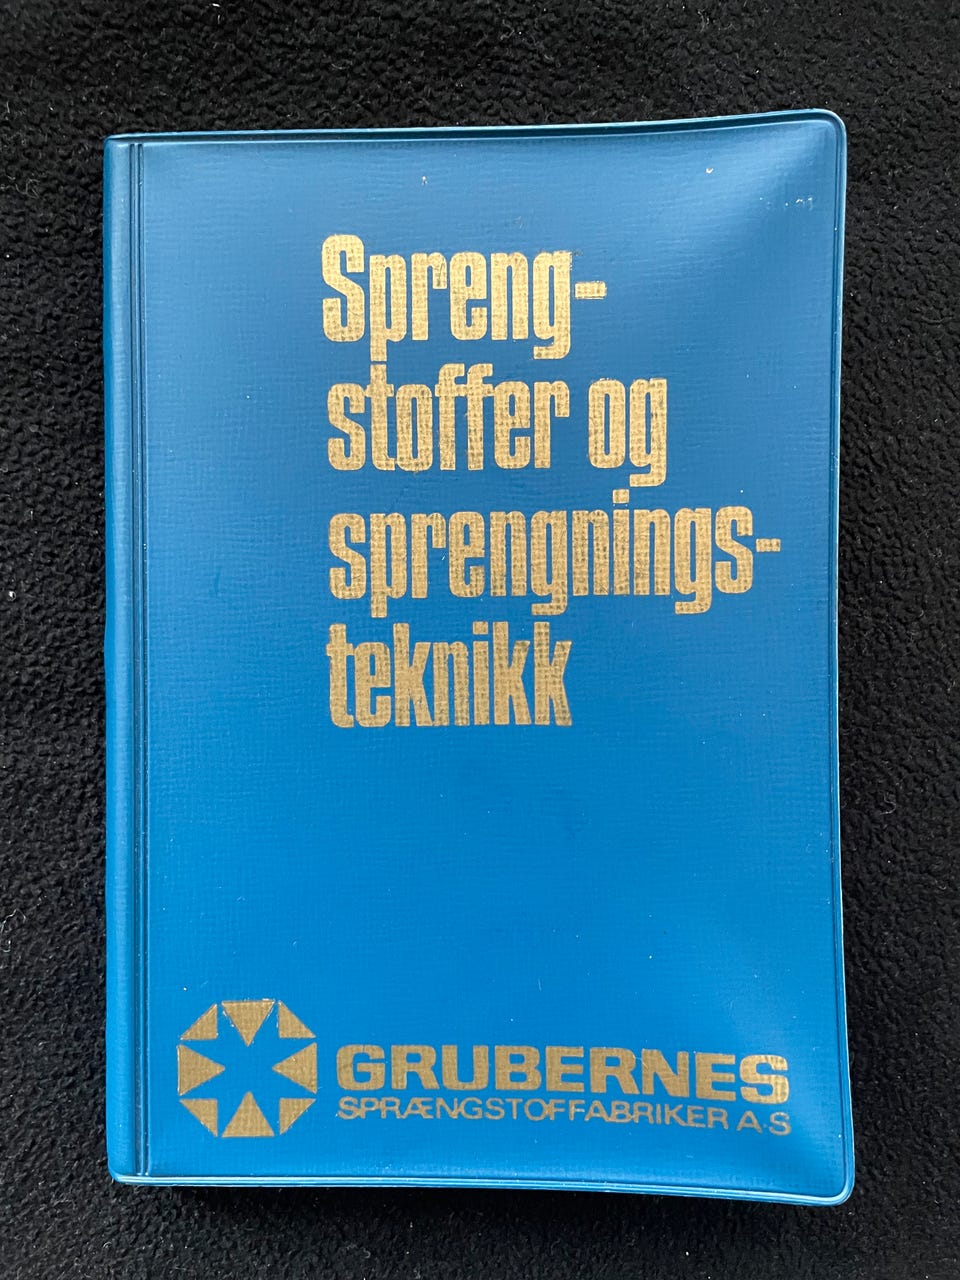 Spreng-
stoffer og
sprengnings-
teknikk
GRUBERNES
SPRÆNGSTOFFABRIKER A·S